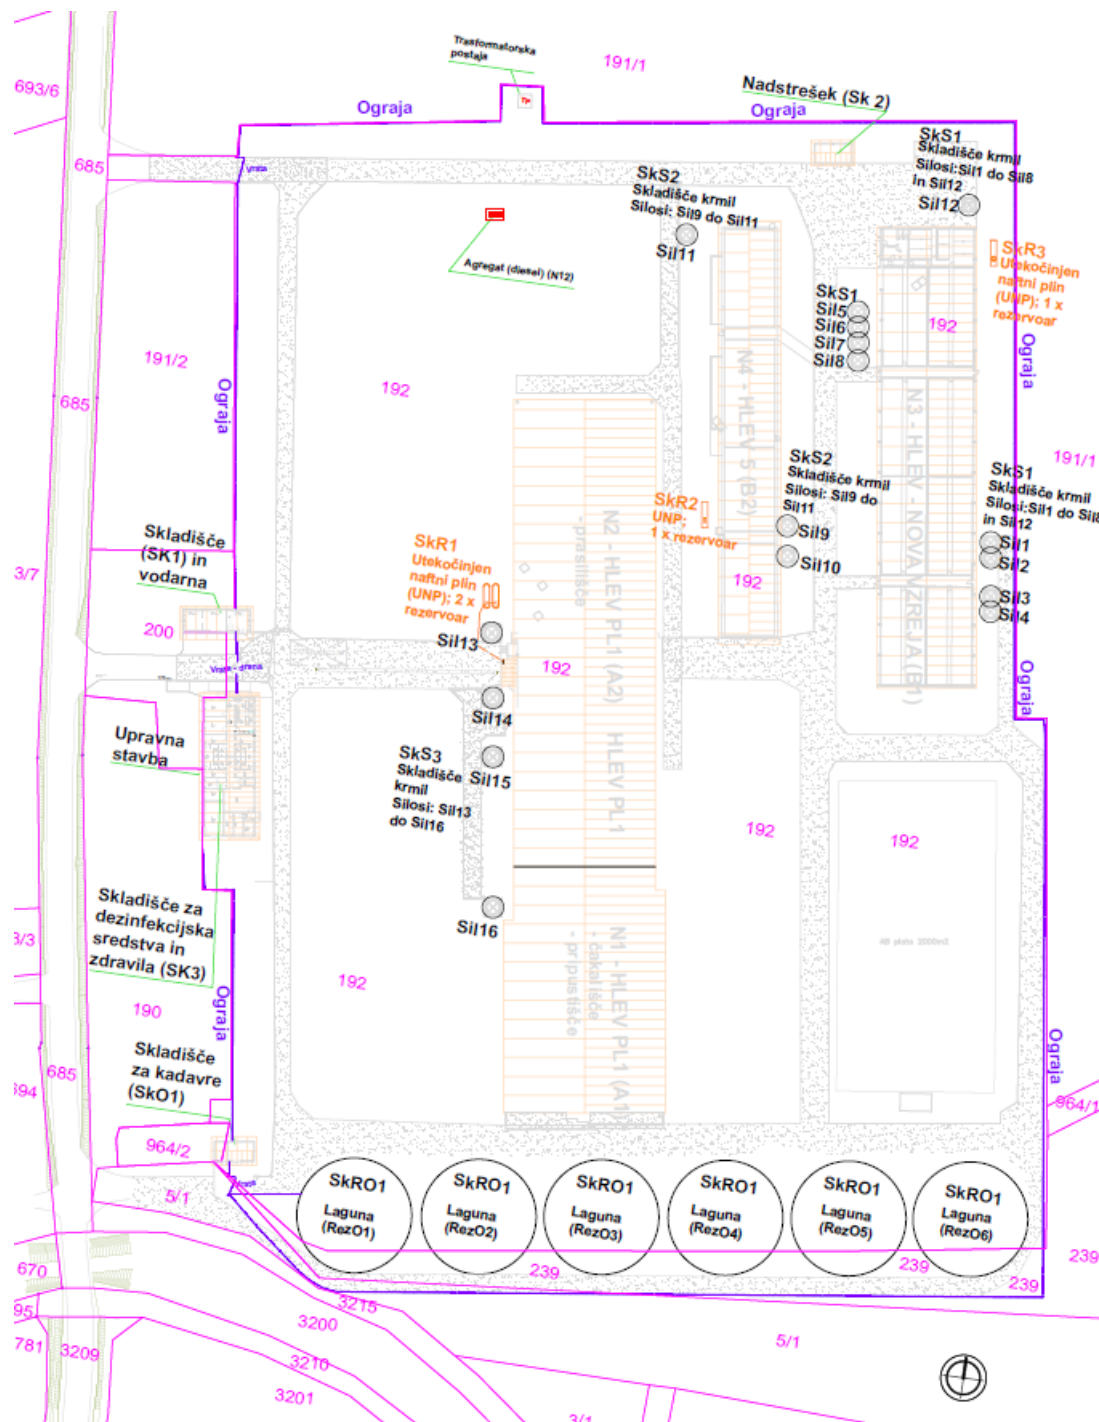 Trasformatorska
postaja
191/1
693/6
TP
Nadstrešek (Sk 2)
Ograja
Ograja
SkS1
Skladišče krmil
Silosi:Sil1 do Sil8
in Sil12
Sil12
685
Vrata
SkS2
Skladišče krmil
Silosi: Sil9 do Sil11
Sil11
SkR3
Utekočinjen
naftni plin
(UNP); 1 x
rezervoar
Agregat (diesel) (N12)
SkS1
Sil5
Sil6
Sil7
Sil8
192
Ograja
191/2
192
Ograja
685
N4 - HLEV 5 (B2)
N3 - HLEV - NOVA VZREJA (B1)
191/1
SkS2
Skladišče krmil
Silosi: Sil9 do
Sil11
Sil9
Sil10
SkS1
Skladišče krmil
Silosi:Sil1 do Sil8
in Sil12
Sil1
Sil2
Sil3
Sil4
SkR2
UNP;
1 x rezervoar
192
N2 - HLEV PL1 (A2)
- prasilišče
HLEV PL1
Skladišče
(SK1) in
vodarna
SkR1
Utekočinjen
naftni plin
(UNP); 2 x
rezervoar
3/7
200
Sil13
192
Ograja
Sil14
Upravna
stavba
SkS3
Skladišče
krmil
Silosi: Sil13
do Sil16
Sil15
192
192
Skladišče za
dezinfekcijska
sredstva in
zdravila (SK3)
Sil16
3/3
N1 - HLEV PL1 (A1)
- čakališče
- pripustišče
AB plato 2000m2
192
190
Ograja
Ograja
Skladišče
za kadavre
(SkO1)
685
694
964/1
964/2
Vrata
5/1
SkRO1
Laguna
(RezO1)
SkRO1
Laguna
(RezO2)
SkRO1
Laguna
(RezO3)
SkRO1
Laguna
(RezO4)
SkRO1
Laguna
(RezO5)
SkRO1
Laguna
(RezO6)
239
239
239
239
670
95
3215
3200
5/1
781
3209
3210
3201
3/1